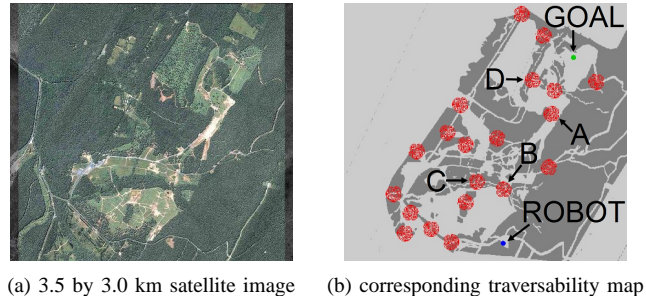 GOAL
D
A
B
C
ROBOT
(a) 3.5 by 3.0 km satellite image
(b) corresponding traversability map